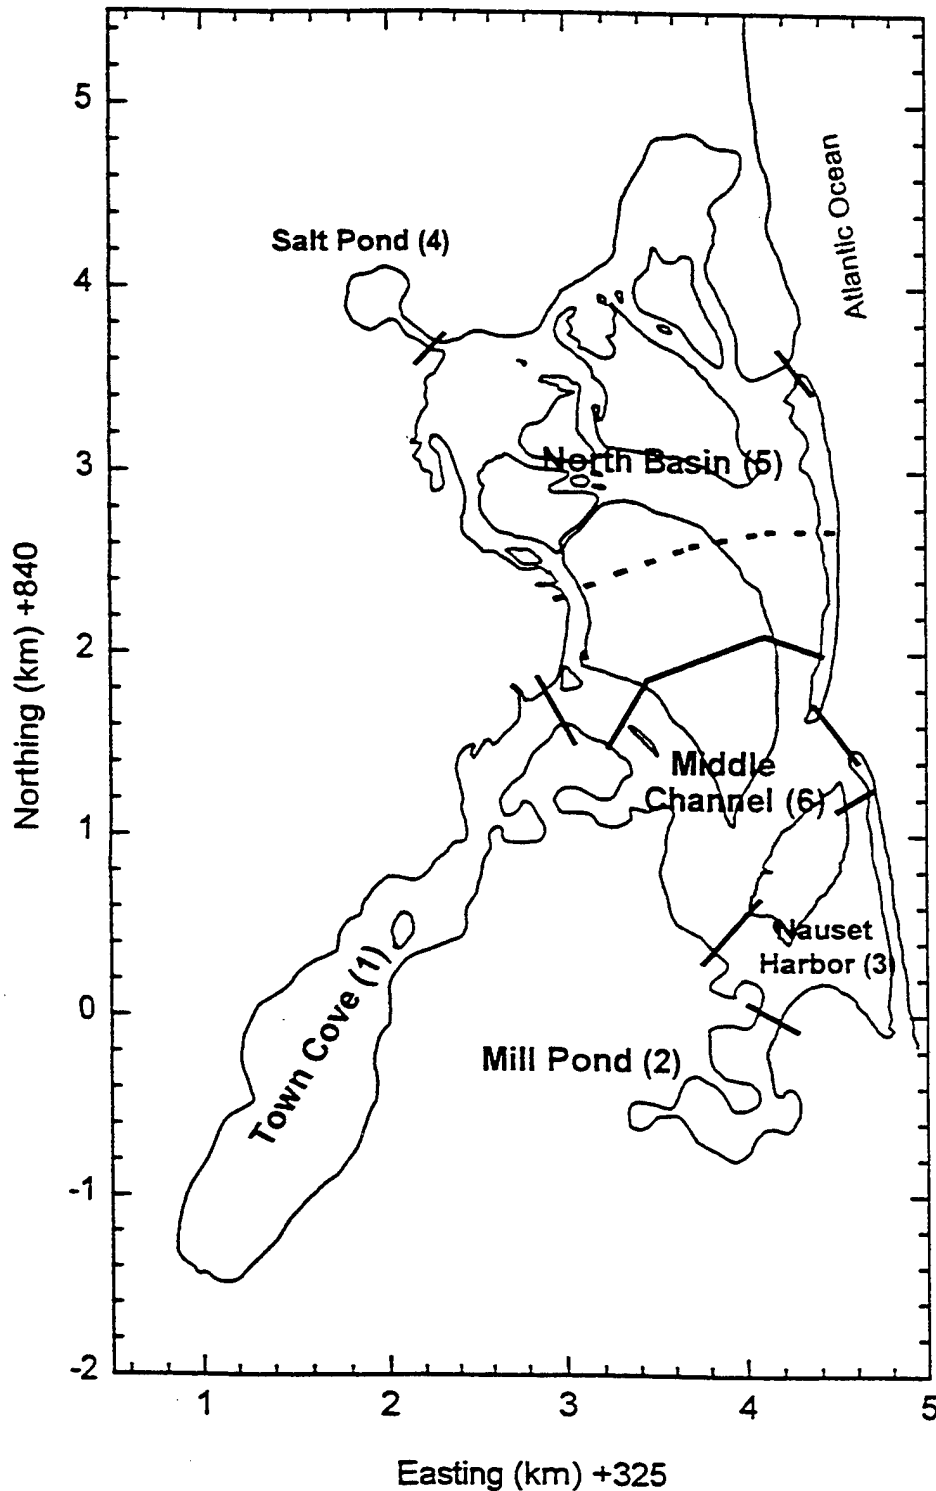 5
4
3
2
1
0
-1
-2
Northing (km) +840
Atlantic Ocean
Salt Pond (4)
North Basin (5)
Middle
Channel (6)
Nauset
Harbor (3)
Town Cove (1)
Mill Pond (2)
1
2
3
4
5
Easting (km) +325